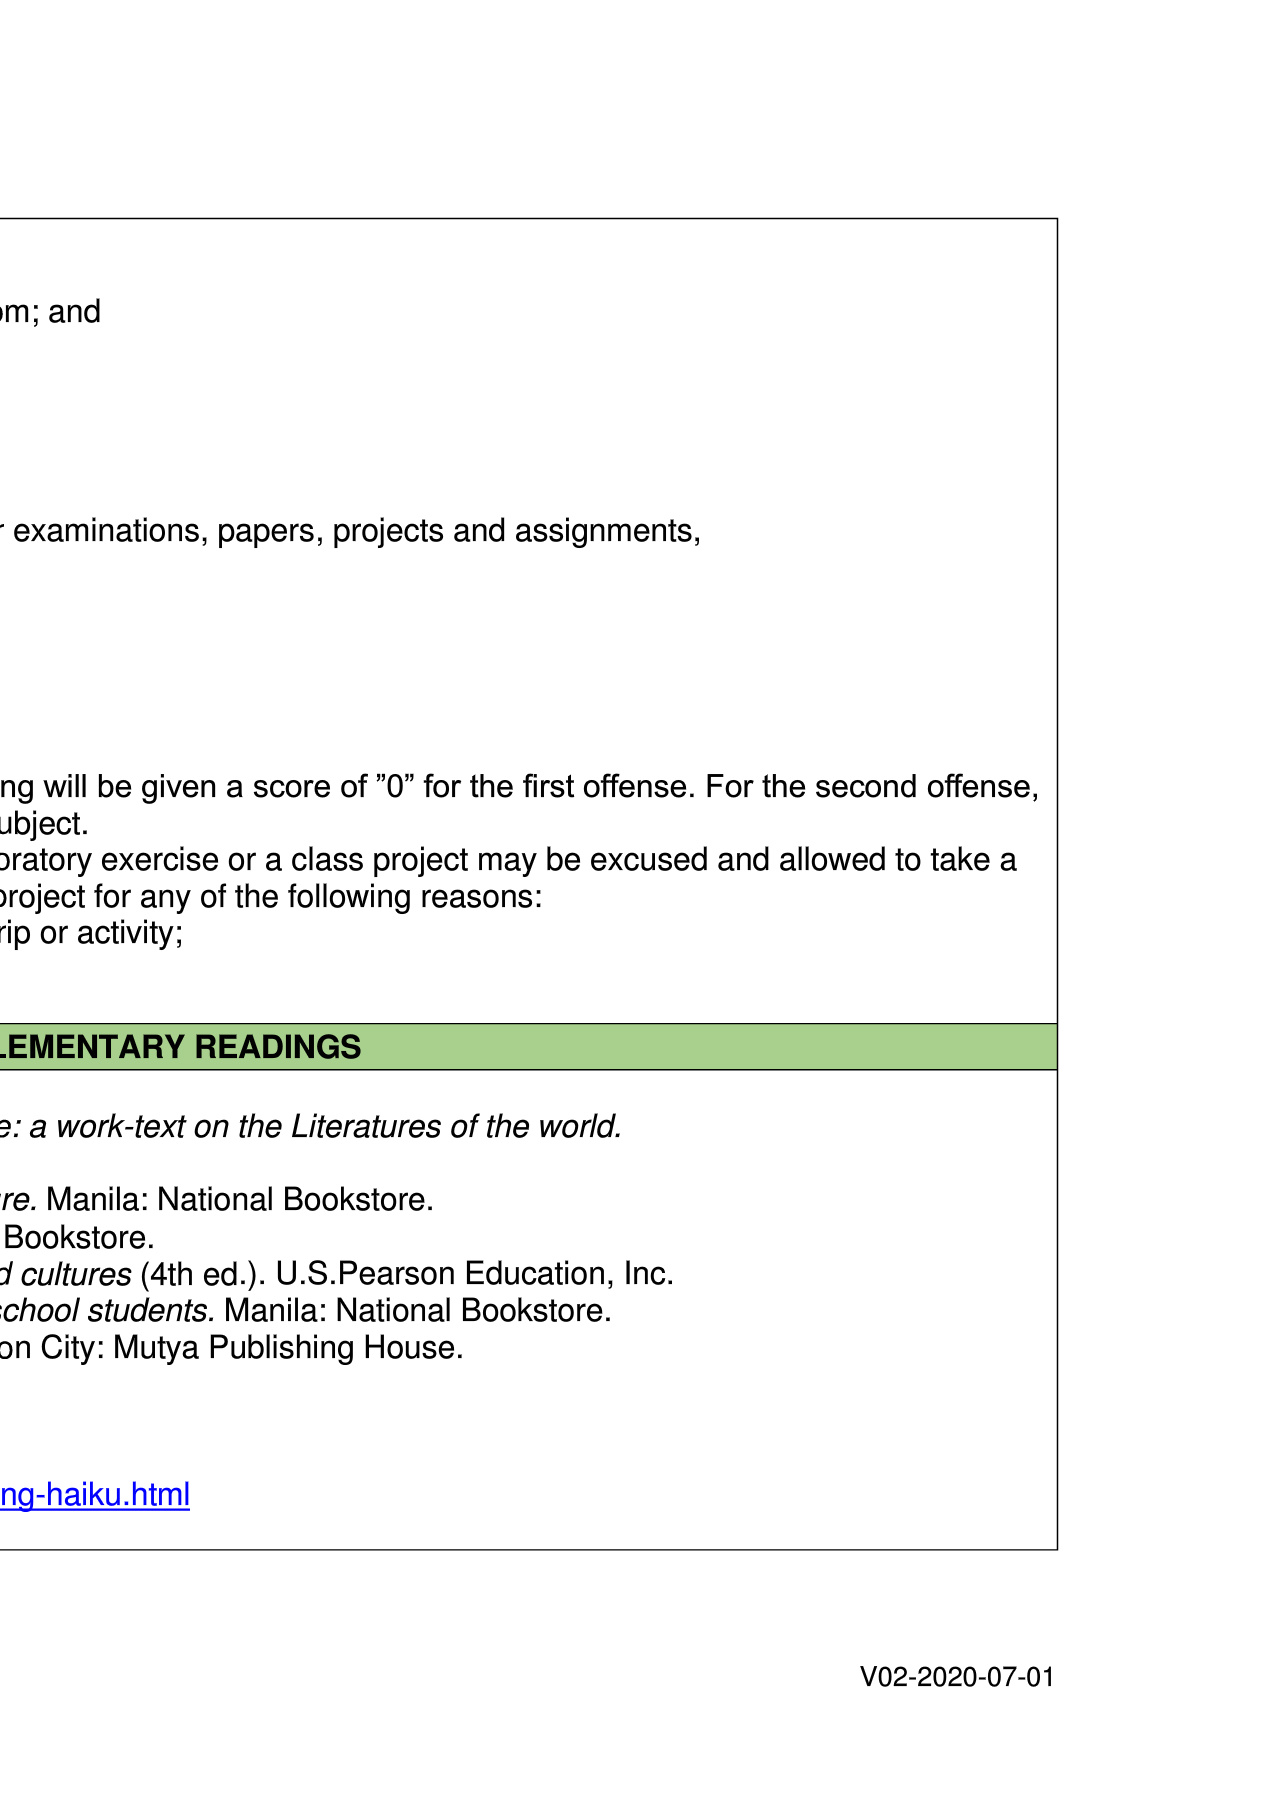 om; and
r examinations, papers, projects and assignments,
ng will be given a score of ”0” for the first offense. For the second offense,
ubject.
oratory exercise or a class project may be excused and allowed to take a
project for any of the following reasons:
rip or activity;
LEMENTARY READINGS
e: a work-text on the Literatures of the world.
re. Manila: National Bookstore.
Bookstore.
d cultures (4th ed.). U.S.Pearson Education, Inc.
school students. Manila: National Bookstore.
on City: Mutya Publishing House.
ng-haiku.html
V02-2020-07-01